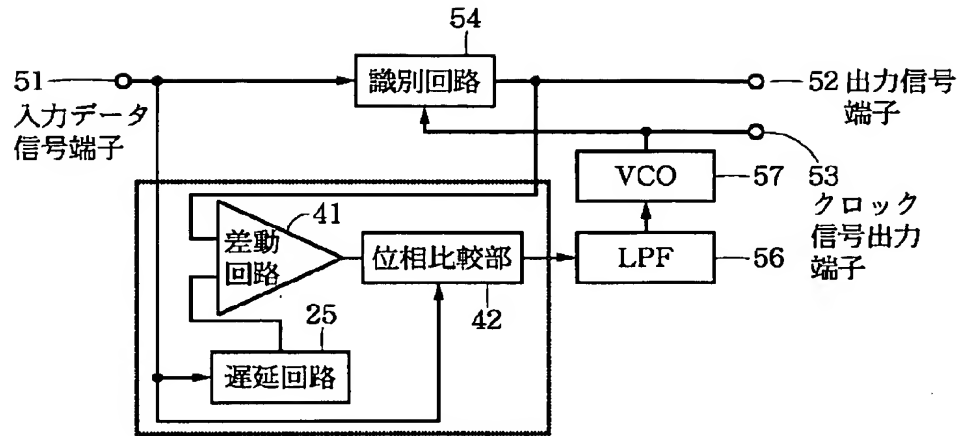 54
51
入力データ
信号端子
識別回路
52 出力信号
端子
53
クロック
信号出力
端子
VCO
57
LPF
56
41
差動
回路
位相比較部
42
25
遅延回路